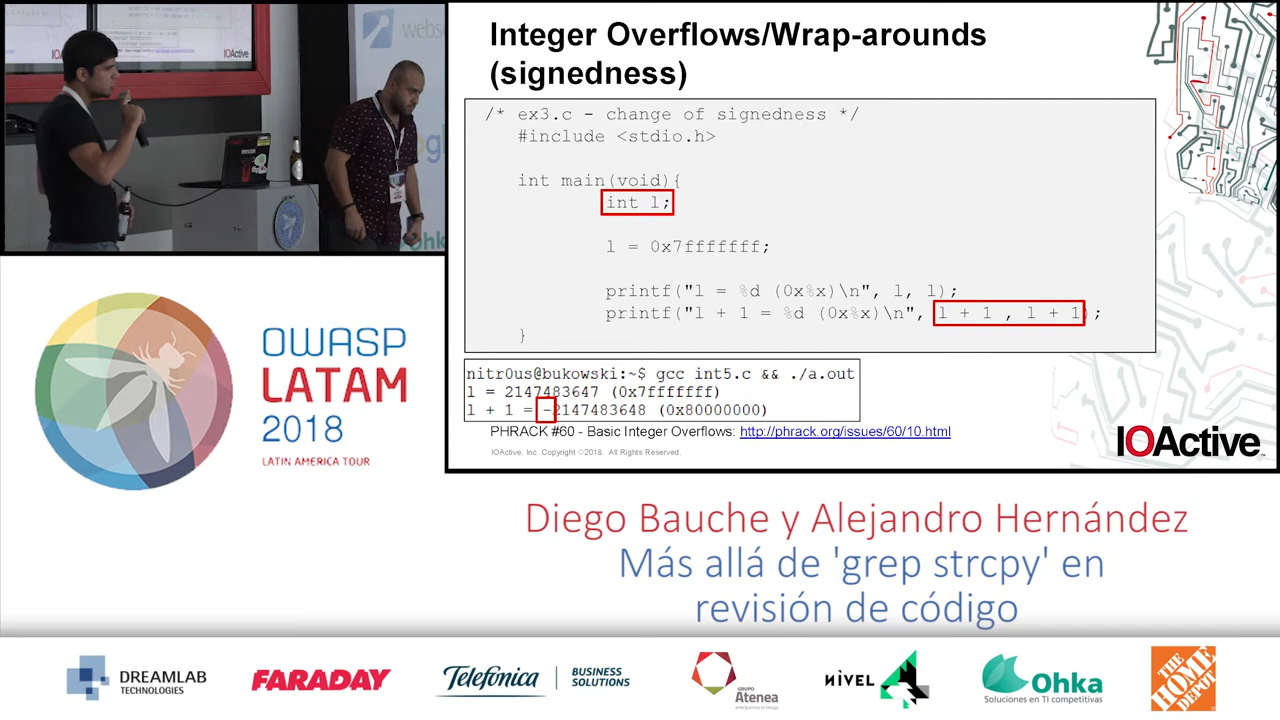 IOActive
webse
Ohka
Integer Overflows/Wrap-arounds
(signedness)
/* ex3.c - change of signedness */
#include <stdio.h>
int main(void){
int l;
l = 0x7fffffff;
printf("l = %d (0x%x)\n", l, l);
printf("l + 1 = %d (0x%x)\n", l + 1 , l + 1);
}
nitr0us@bukowski:~$ gcc int5.c && ./a.out
l = 2147483647 (0x7fffffff)
l + 1 = -2147483648 (0x80000000)
PHRACK #60 - Basic Integer Overflows: http://phrack.org/issues/60/10.html
IOActive, Inc. Copyright ©2018. All Rights Reserved.
IOActive
OWASP
LATAM
2018
LATIN AMERICA TOUR
Diego Bauche y Alejandro Hernández
Más allá de 'grep strcpy' en
revisión de código
DREAMLAB
TECHNOLOGIES
FARADAY
Telefónica
BUSINESS
SOLUTIONS
GRUPO
Atenea
NIVEL 4
Ohka
Soluciones en TI competitivas
THE HOME DEPOT